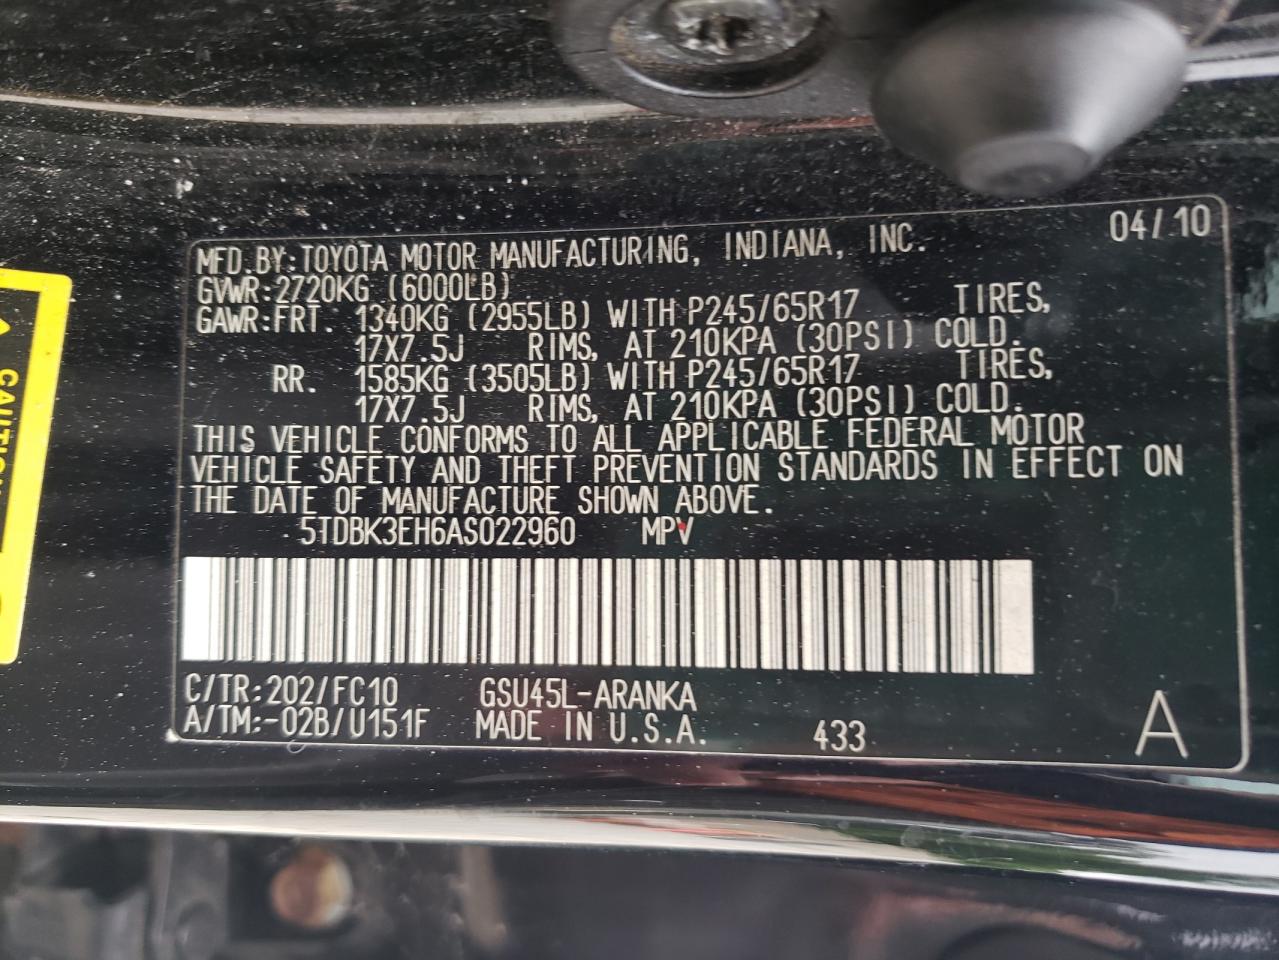 04/10
MFD.BY:TOYOTA MOTOR MANUFACTURING, INDIANA, INC.
GVWR:2720KG (6000LB)
GAWR:FRT. 1340KG (2955LB) WITH P245/65R17 TIRES,
17X7.5J RIMS, AT 210KPA (30PSI) COLD.
RR. 1585KG (3505LB) WITH P245/65R17 TIRES,
17X7.5J RIMS, AT 210KPA (30PSI) COLD.
THIS VEHICLE CONFORMS TO ALL APPLICABLE FEDERAL MOTOR
VEHICLE SAFETY AND THEFT PREVENTION STANDARDS IN EFFECT ON
THE DATE OF MANUFACTURE SHOWN ABOVE.
5TDBK3EH6AS022960 MPV
C/TR:202/FC10 GSU45L-ARANKA
A/TM:-02B/U151F MADE IN U.S.A. 433 A
CAUTION